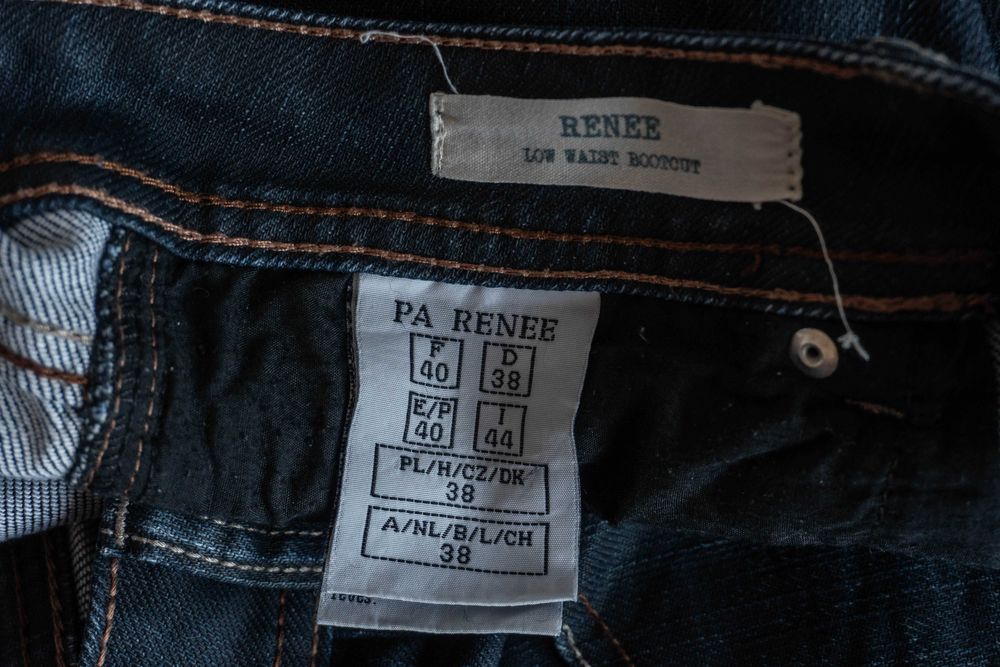 RENEE
LOW WAIST BOOTCUT
PA RENEE
F D
40 38
E/P I
40 44
PL/H/CZ/DK
38
A/NL/B/L/CH
38